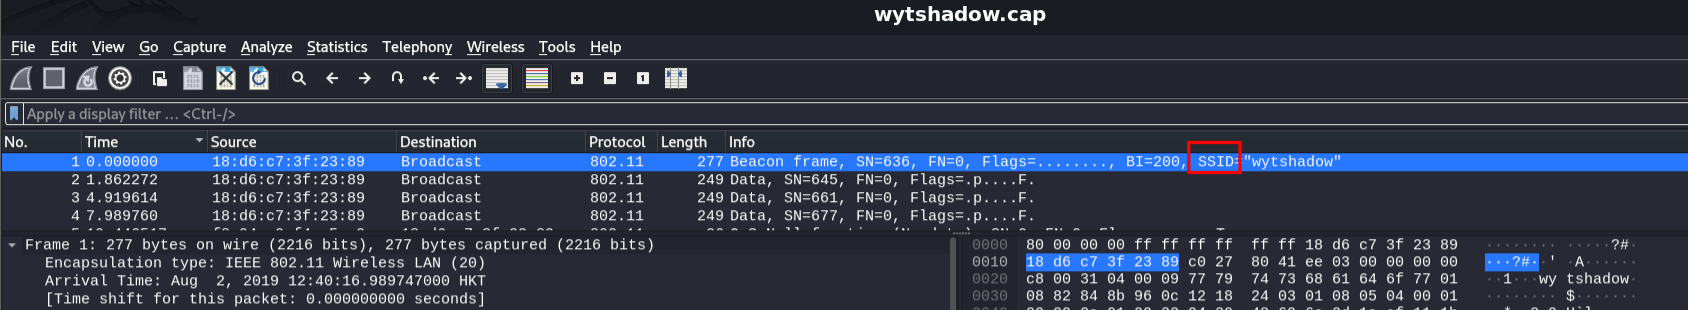 wytshadow.cap
File Edit View Go Capture Analyze Statistics Telephony Wireless Tools Help
Apply a display filter … <Ctrl-/>
No. Time Source Destination Protocol Length Info
1 0.000000 18:d6:c7:3f:23:89 Broadcast 802.11 277 Beacon frame, SN=636, FN=0, Flags=........, BI=200, SSID="wytshadow"
2 1.862272 18:d6:c7:3f:23:89 Broadcast 802.11 249 Data, SN=645, FN=0, Flags=.p....F.
3 4.919614 18:d6:c7:3f:23:89 Broadcast 802.11 249 Data, SN=661, FN=0, Flags=.p....F.
4 7.989760 18:d6:c7:3f:23:89 Broadcast 802.11 249 Data, SN=677, FN=0, Flags=.p....F.
Frame 1: 277 bytes on wire (2216 bits), 277 bytes captured (2216 bits)
Encapsulation type: IEEE 802.11 Wireless LAN (20)
Arrival Time: Aug 2, 2019 12:40:16.989747000 HKT
[Time shift for this packet: 0.000000000 seconds]
0000 80 00 00 00 ff ff ff ff ff ff 18 d6 c7 3f 23 89 ········ ·····?#·
0010 18 d6 c7 3f 23 89 c0 27 80 41 ee 03 00 00 00 00 ···?#··' ·A······
0020 c8 00 31 04 00 09 77 79 74 73 68 61 64 6f 77 01 ··1···wy tshadow·
0030 08 82 84 8b 96 0c 12 18 24 03 01 08 05 04 00 01 ········ $·······